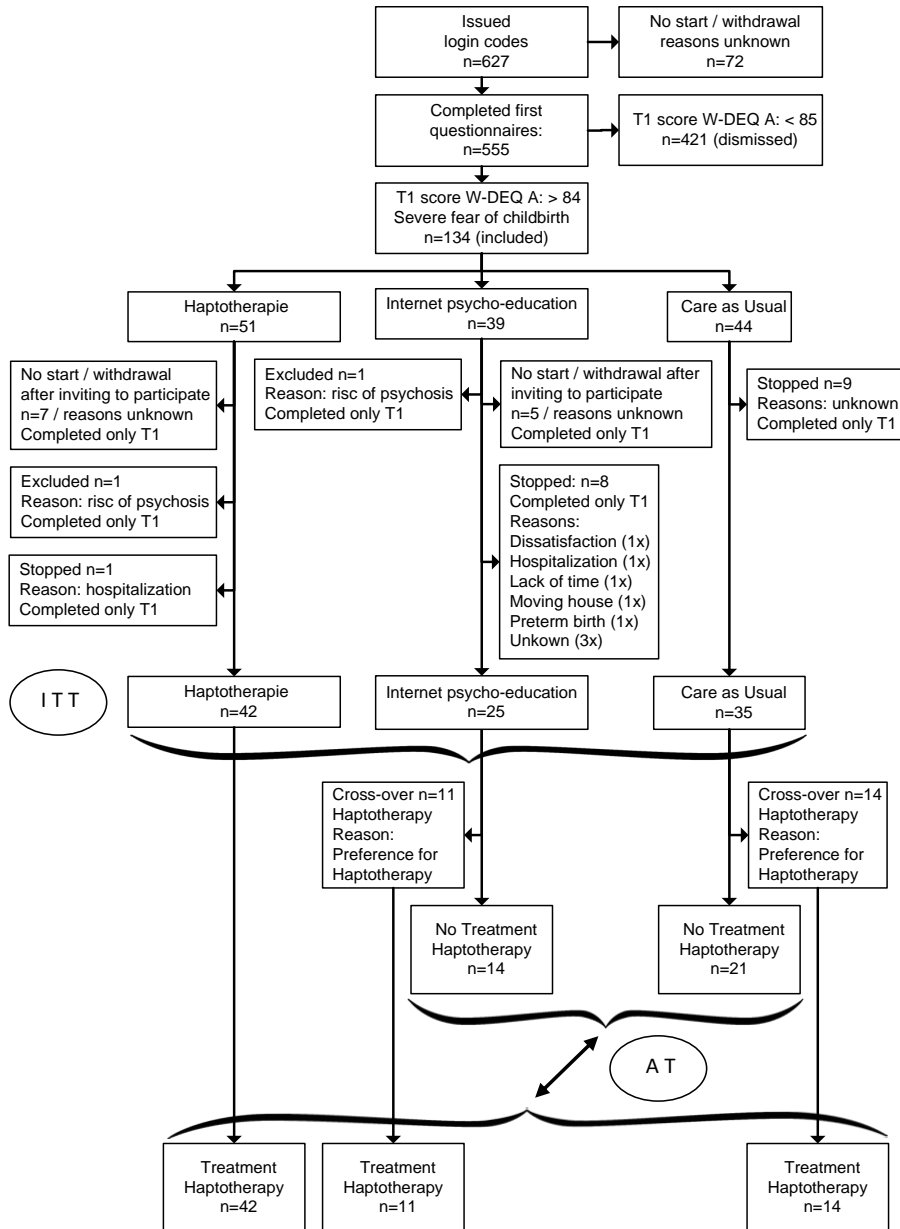 Issued
login codes
n=627
No start / withdrawal
reasons unknown
n=72
Completed first
questionnaires:
n=555
T1 score W-DEQ A: < 85
n=421 (dismissed)
T1 score W-DEQ A: > 84
Severe fear of childbirth
n=134 (included)
Haptotherapie
n=51
Internet psycho-education
n=39
Care as Usual
n=44
No start / withdrawal
after inviting to participate
n=7 / reasons unknown
Completed only T1
Excluded n=1
Reason: risc of psychosis
Completed only T1
No start / withdrawal after
inviting to participate
n=5 / reasons unknown
Completed only T1
Stopped n=9
Reasons: unknown
Completed only T1
Excluded n=1
Reason: risc of psychosis
Completed only T1
Stopped: n=8
Completed only T1
Reasons:
Dissatisfaction (1x)
Hospitalization (1x)
Lack of time (1x)
Moving house (1x)
Preterm birth (1x)
Unkown (3x)
Stopped n=1
Reason: hospitalization
Completed only T1
I T T
Haptotherapie
n=42
Internet psycho-education
n=25
Care as Usual
n=35
Cross-over n=11
Haptotherapy
Reason:
Preference for
Haptotherapy
Cross-over n=14
Haptotherapy
Reason:
Preference for
Haptotherapy
No Treatment
Haptotherapy
n=14
No Treatment
Haptotherapy
n=21
A T
Treatment
Haptotherapy
n=42
Treatment
Haptotherapy
n=11
Treatment
Haptotherapy
n=14